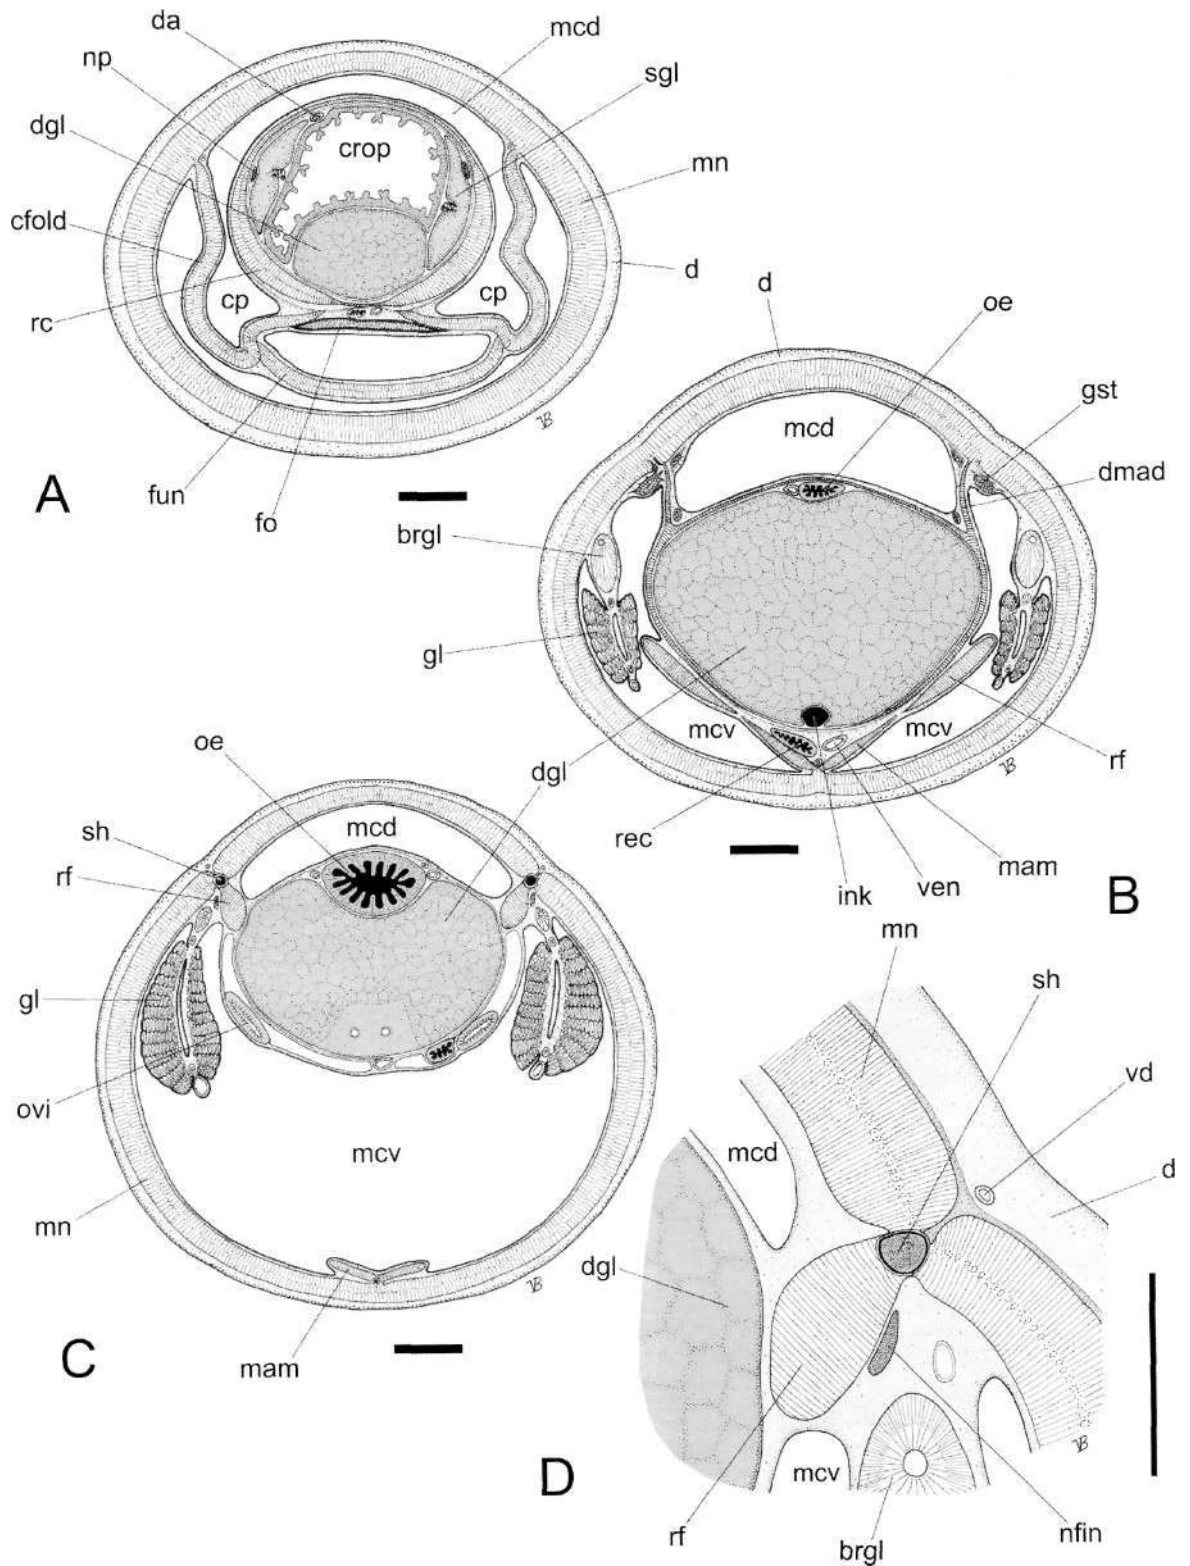 da
mcd
np
sgl
dgl
crop
mn
cfold
d
cp
cp
rc
A
fun
fo
d
oe
gst
mcd
dmad
brgl
gl
mcv
mcv
rf
rec
ink
ven
mam
B
oe
dgl
sh
mcd
rf
gl
ovi
mcv
mn
C
mam
mn
sh
vd
mcd
d
dgl
D
mcv
rf
brgl
nfin